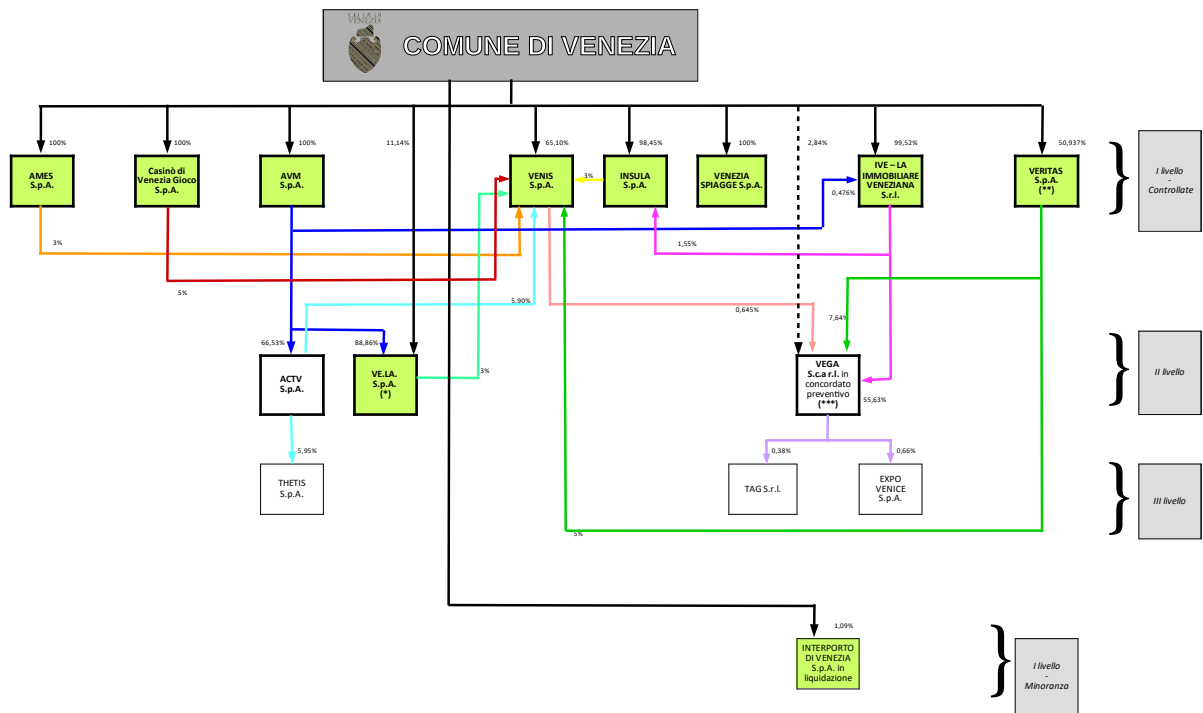 CITTA DI
VENEZIA
COMUNE DI VENEZIA
100%
100%
100%
11,14%
65,10%
98,45%
100%
2,84%
99,52%
50,937%
AMES
S.p.A.
Casinò di
Venezia Gioco
S.p.A.
AVM
S.p.A.
VENIS
S.p.A.
3%
INSULA
S.p.A.
VENEZIA
SPIAGGE S.p.A.
0,476%
IVE – LA
IMMOBILIARE
VENEZIANA
S.r.l.
VERITAS
S.p.A.
(**)
I livello
-
Controllate
3%
1,55%
5%
5.90%
0,645%
7,64%
66,53%
88,86%
ACTV
S.p.A.
VE.LA.
S.p.A.
(*)
3%
VEGA
S.c.a r.l. in
concordato
preventivo
(***)
55,63%
II livello
5,95%
0,38%
0,66%
THETIS
S.p.A.
TAG S.r.l.
EXPO
VENICE
S.p.A.
III livello
5%
1,09%
INTERPORTO
DI VENEZIA
S.p.A. in
liquidazione
I livello
-
Minoranza